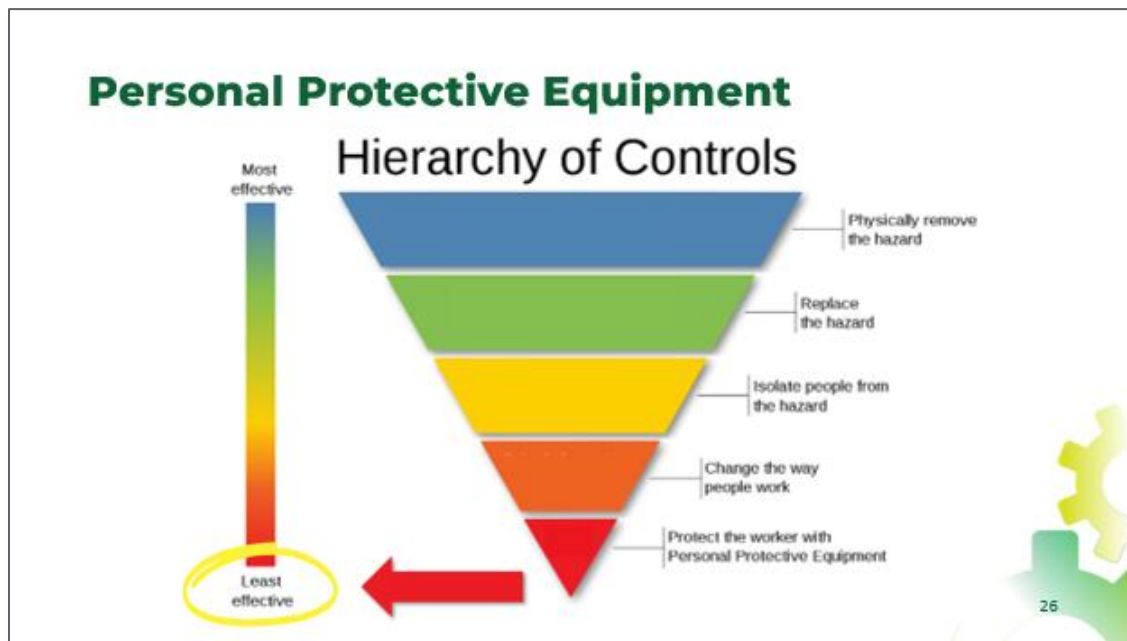 Personal Protective Equipment
Hierarchy of Controls
Most
effective
Physically remove
the hazard
Replace
the hazard
Isolate people from
the hazard
Change the way
people work
Protect the worker with
Personal Protective Equipment
Least
effective
26